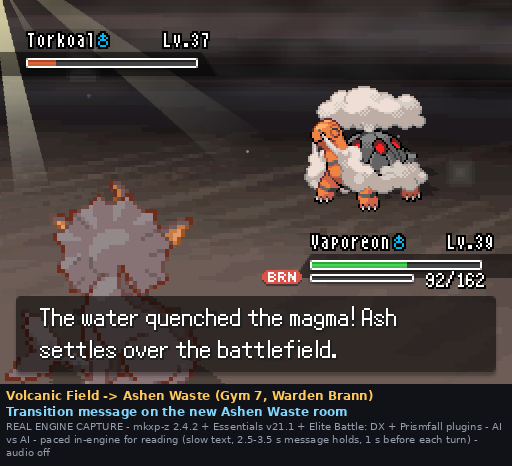 Torkoal♂ Lv.37
Vaporeon♂ Lv.39
BRN 92/162
The water quenched the magma! Ash
settles over the battlefield.
Volcanic Field -> Ashen Waste (Gym 7, Warden Brann)
Transition message on the new Ashen Waste room
REAL ENGINE CAPTURE - mkxp-z 2.4.2 + Essentials v21.1 + Elite Battle: DX + Prismfall plugins - AI
vs AI - paced in-engine for reading (slow text, 2.5-3.5 s message holds, 1 s before each turn) -
audio off